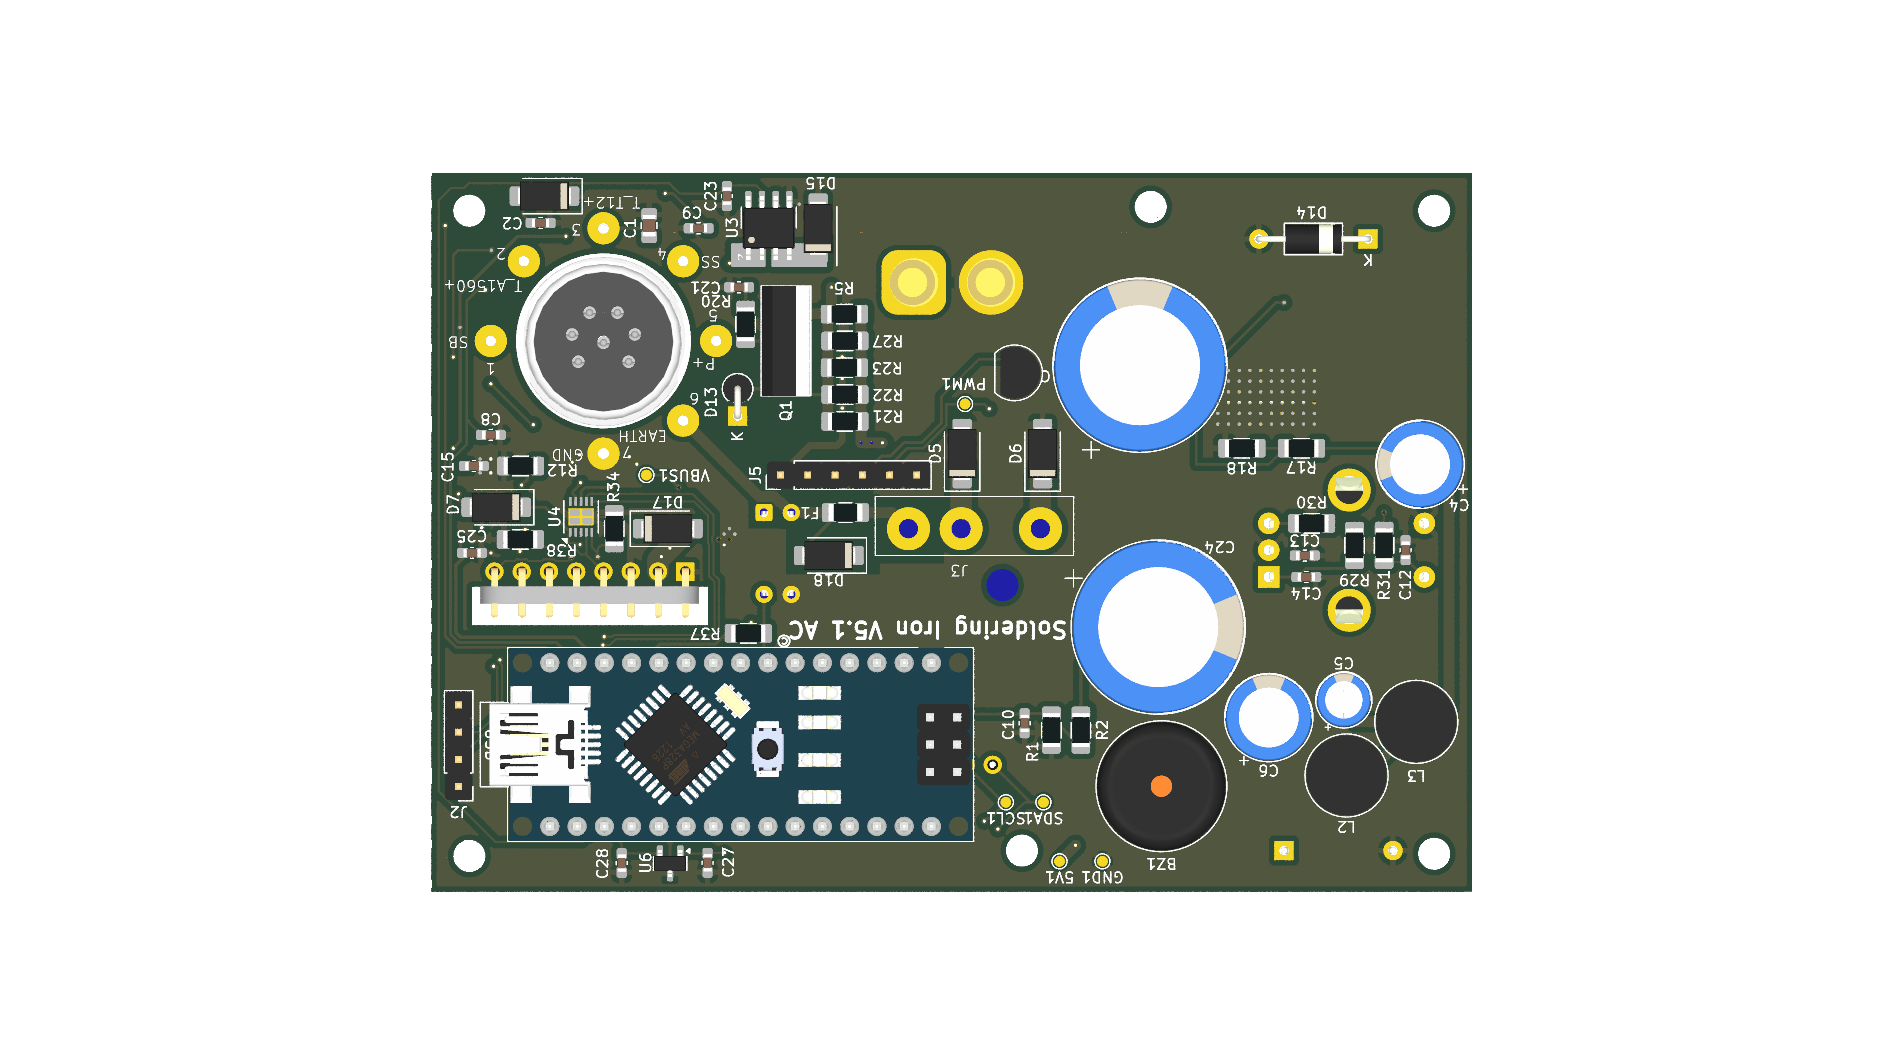 C2
T_T12+
3
C1
C9
C23
U3
D15
D14
K
2
T_A1560+
4
SS
C21
R20
5
R5
R27
R23
R22
R21
SB
1
P+
D13
K
Q1
6
EARTH
7
GND
PWM1
C8
C15
R12
D7
C25
R38
U4
R34
VBUS1
D17
J5
F1
D18
D5
D6
J3
R18
R17
C4
R30
C13
C14
R29
R31
C12
C24
R37
Soldering Iron V5.1 AC
MEGA328P
J2
C28
U6
C27
C10
R1
R2
SCL1
SDA1
5V1
GND1
BZ1
C5
C6
L3
L2